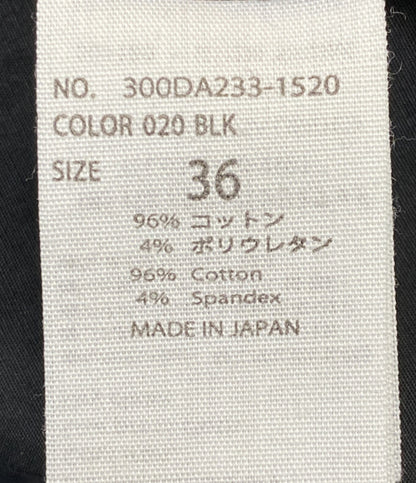 NO. 300DA233-1520
COLOR 020 BLK
SIZE 36
96% コットン
4% ポリウレタン
96% Cotton
4% Spandex
MADE IN JAPAN